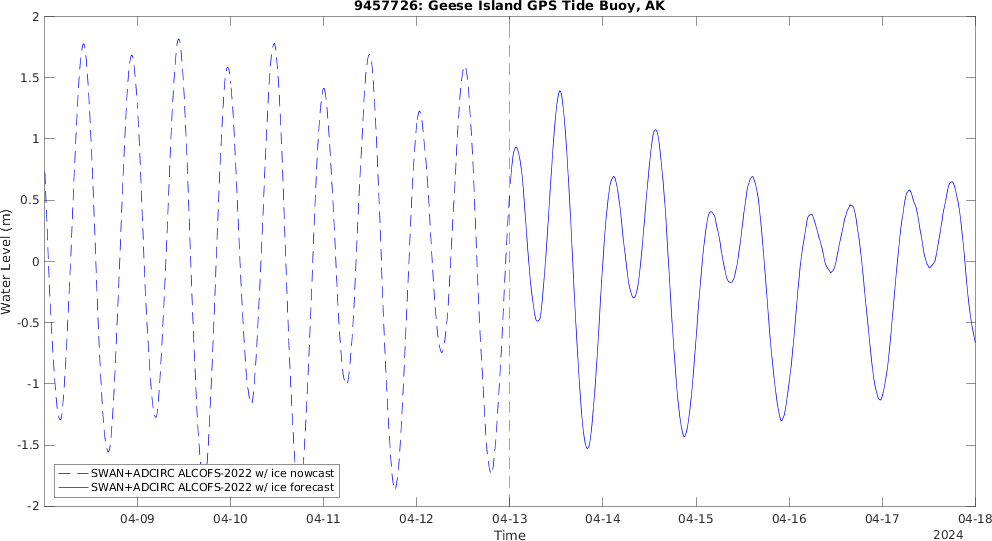 9457726: Geese Island GPS Tide Buoy, AK
2
1.5
1
0.5
0
-0.5
-1
-1.5
-2
Water Level (m)
SWAN+ADCIRC ALCOFS-2022 w/ ice nowcast
SWAN+ADCIRC ALCOFS-2022 w/ ice forecast
04-09 04-10 04-11 04-12 04-13 04-14 04-15 04-16 04-17 04-18
Time
2024